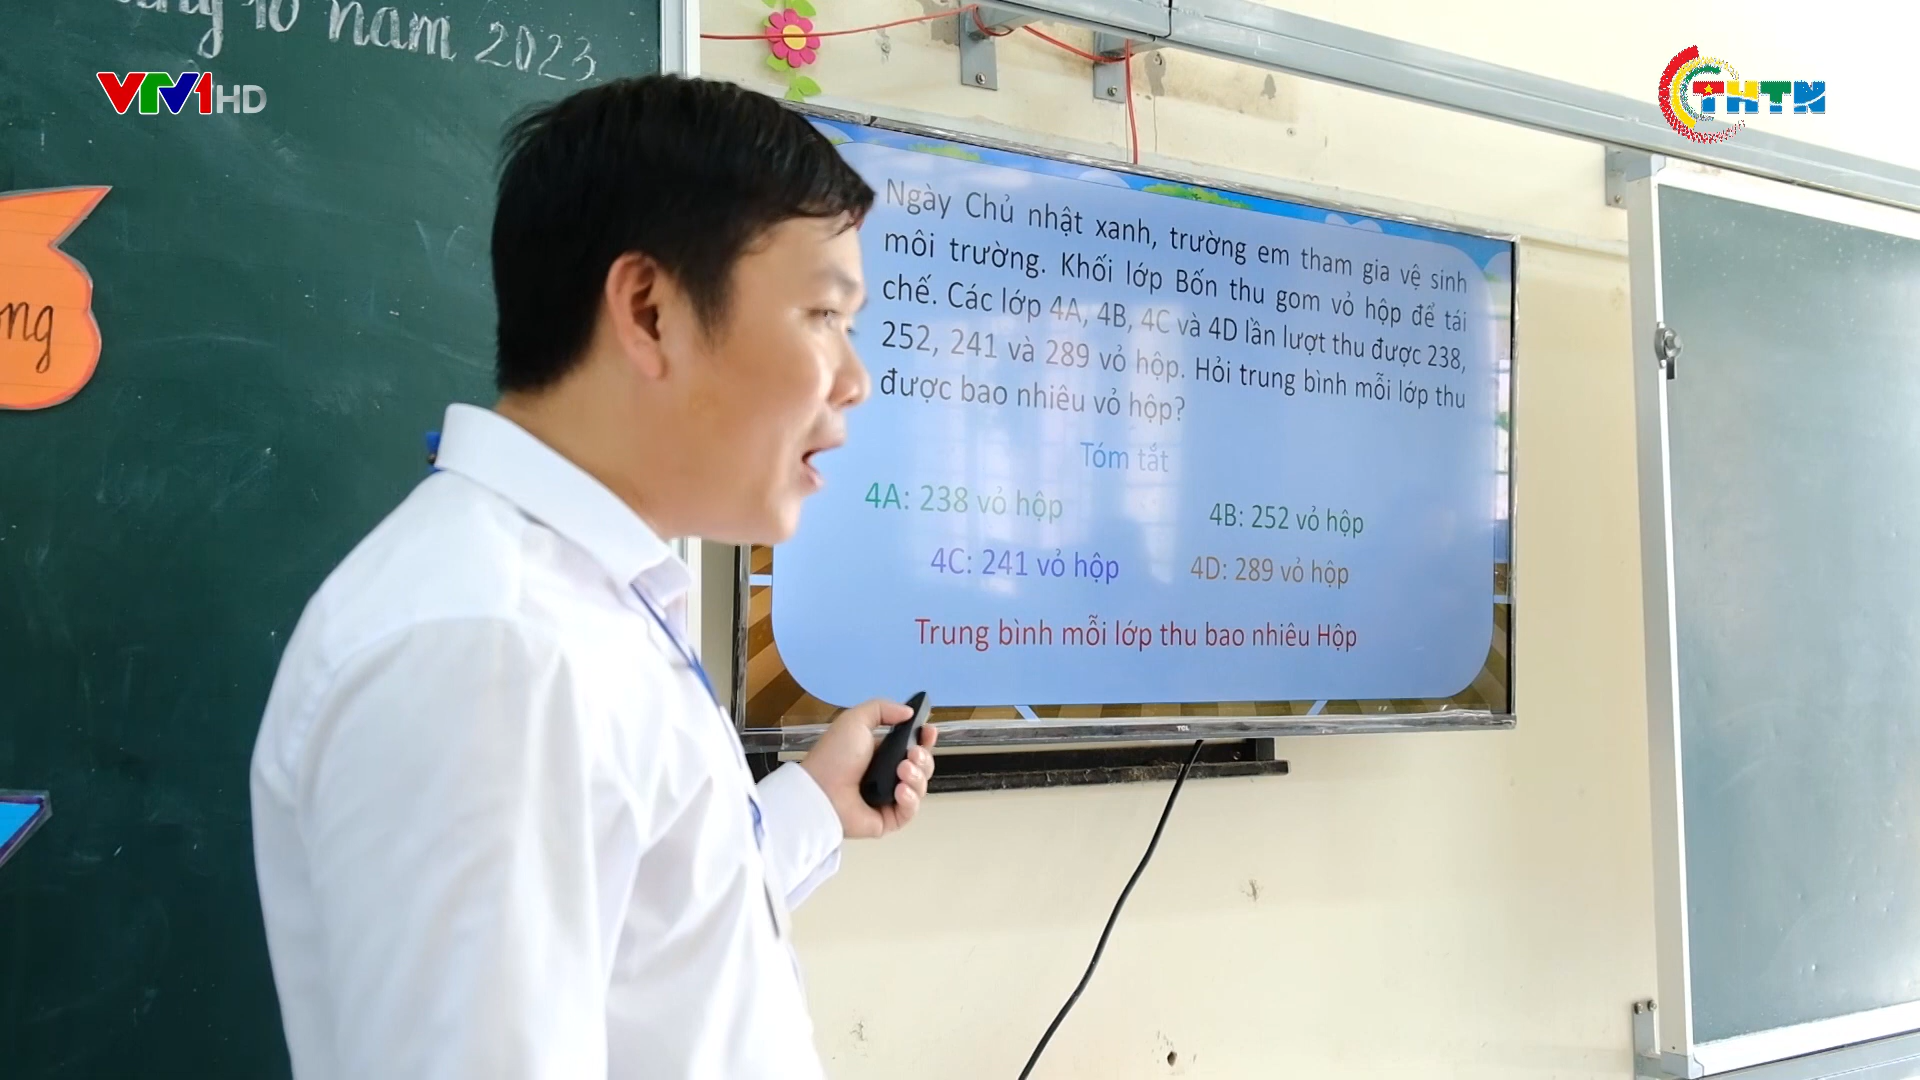 10 năm 2023
VTV1HD
THTN
ng
Ngày Chủ nhật xanh, trường em tham gia vệ sinh
môi trường. Khối lớp Bốn thu gom vỏ hộp để tái
chế. Các lớp 4A, 4B, 4C và 4D lần lượt thu được 238,
252, 241 và 289 vỏ hộp. Hỏi trung bình mỗi lớp thu
được bao nhiêu vỏ hộp?
Tóm tắt
4A: 238 vỏ hộp
4B: 252 vỏ hộp
4C: 241 vỏ hộp
4D: 289 vỏ hộp
Trung bình mỗi lớp thu bao nhiêu Hộp
TCL